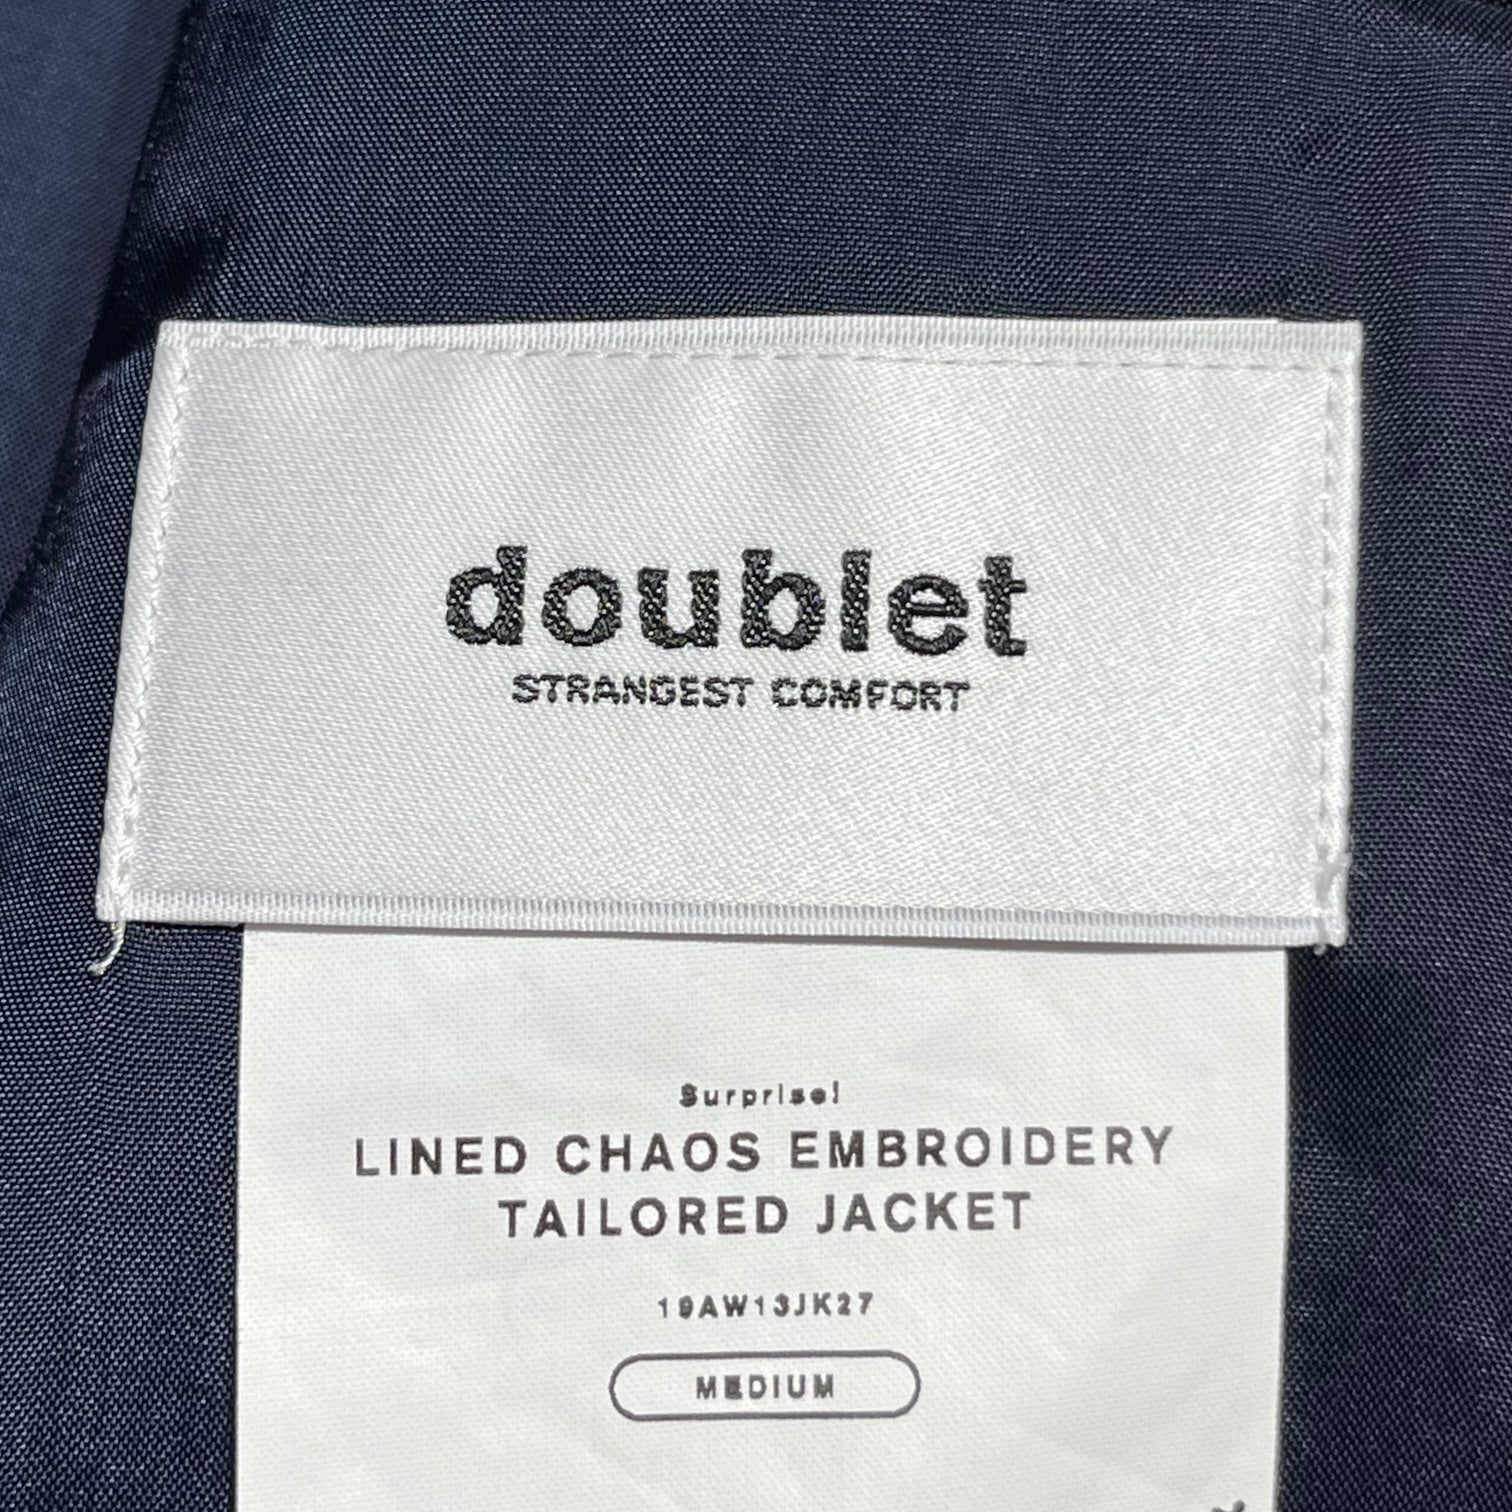 doublet
STRANGEST COMFORT
Surprise!
LINED CHAOS EMBROIDERY
TAILORED JACKET
19AW13JK27
MEDIUM